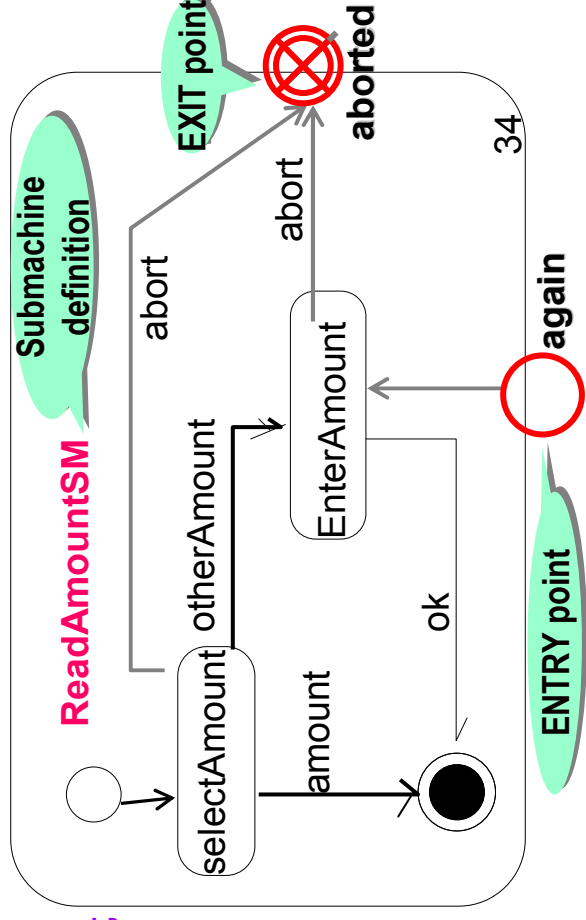 Submachine
definition
ReadAmountSM
EXIT point
aborted
abort
abort
selectAmount
otherAmount
EnterAmount
amount
ok
ENTRY point
again
34